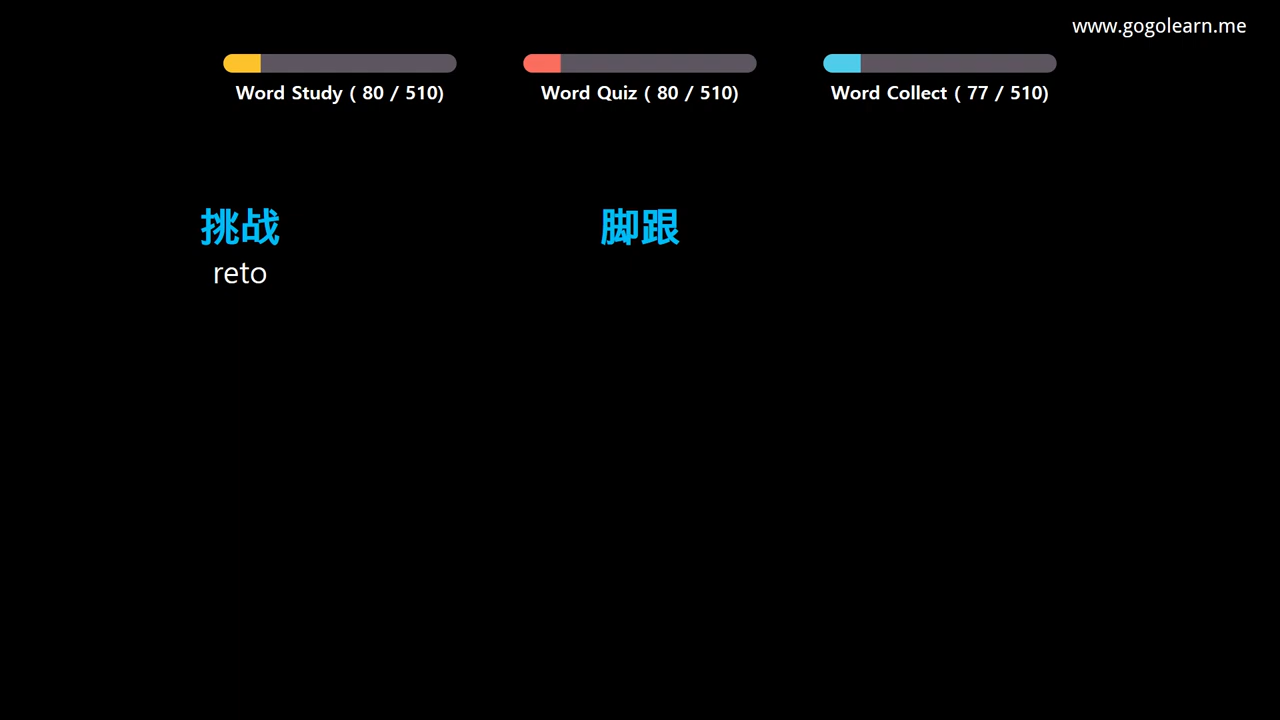 www.gogolearn.me
Word Study ( 80 / 510)
Word Quiz ( 80 / 510)
Word Collect ( 77 / 510)
挑战
reto
脚跟